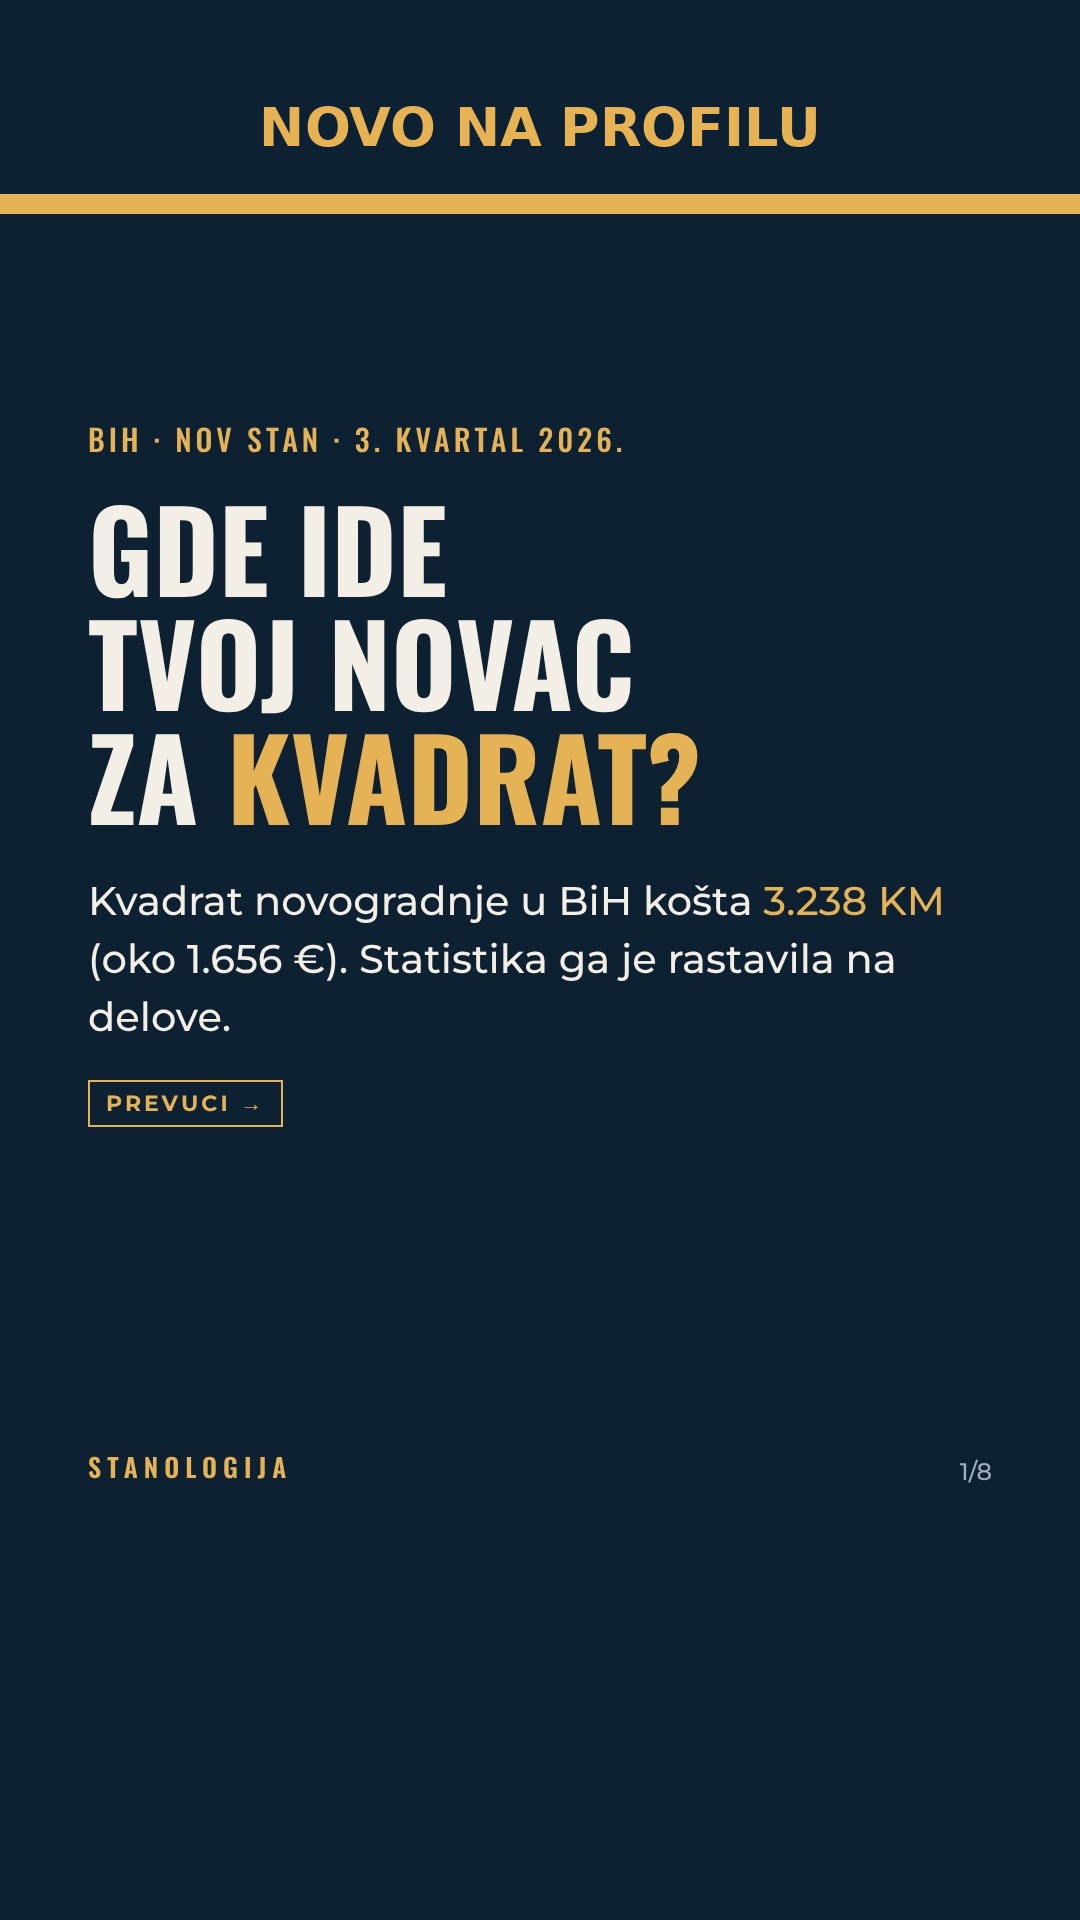 NOVO NA PROFILU
BIH · NOV STAN · 3. KVARTAL 2026.
GDE IDE
TVOJ NOVAC
ZA KVADRAT?
Kvadrat novogradnje u BiH košta 3.238 KM
(oko 1.656 €). Statistika ga je rastavila na
delove.
PREVUCI →
STANOLOGIJA
1/8